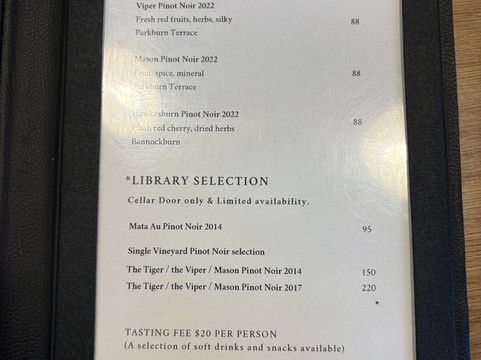 Viper Pinot Noir 2022
Fresh red fruits, herbs, silky 88
Parkburn Terrace
Mason Pinot Noir 2022
Fruit, spice, mineral 88
Parkburn Terrace
Hawkesburn Pinot Noir 2022
red cherry, dried herbs 88
Bannockburn
*LIBRARY SELECTION
Cellar Door only & Limited availability.
Mata Au Pinot Noir 2014 95
Single Vineyard Pinot Noir selection
The Tiger / the Viper / Mason Pinot Noir 2014 150
The Tiger / the Viper / Mason Pinot Noir 2017 220
*
TASTING FEE $20 PER PERSON
(A selection of soft drinks and snacks available)